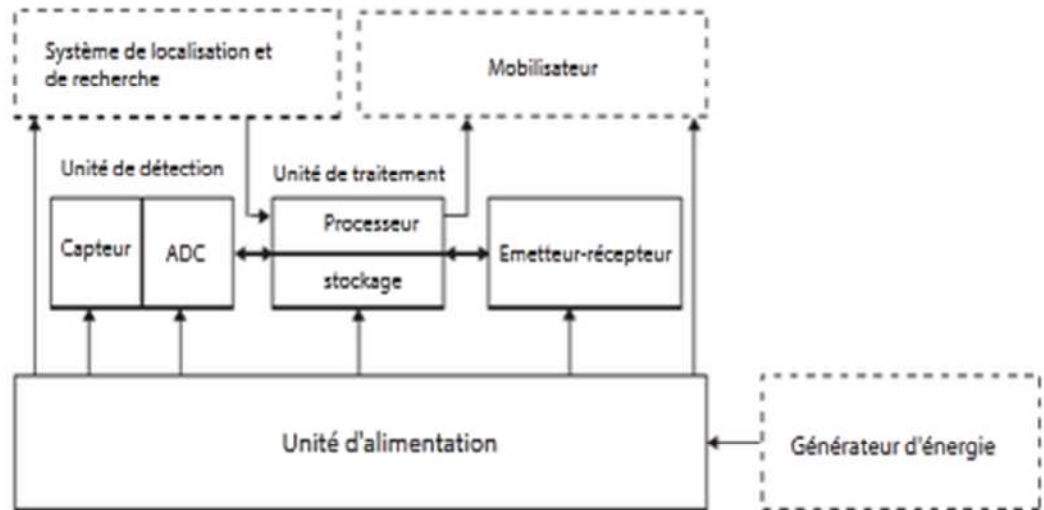 Système de localisation et
de recherche
Mobilisateur
Unité de détection
Unité de traitement
Capteur
ADC
Processeur
stockage
Emetteur-récepteur
Unité d'alimentation
Générateur d'énergie